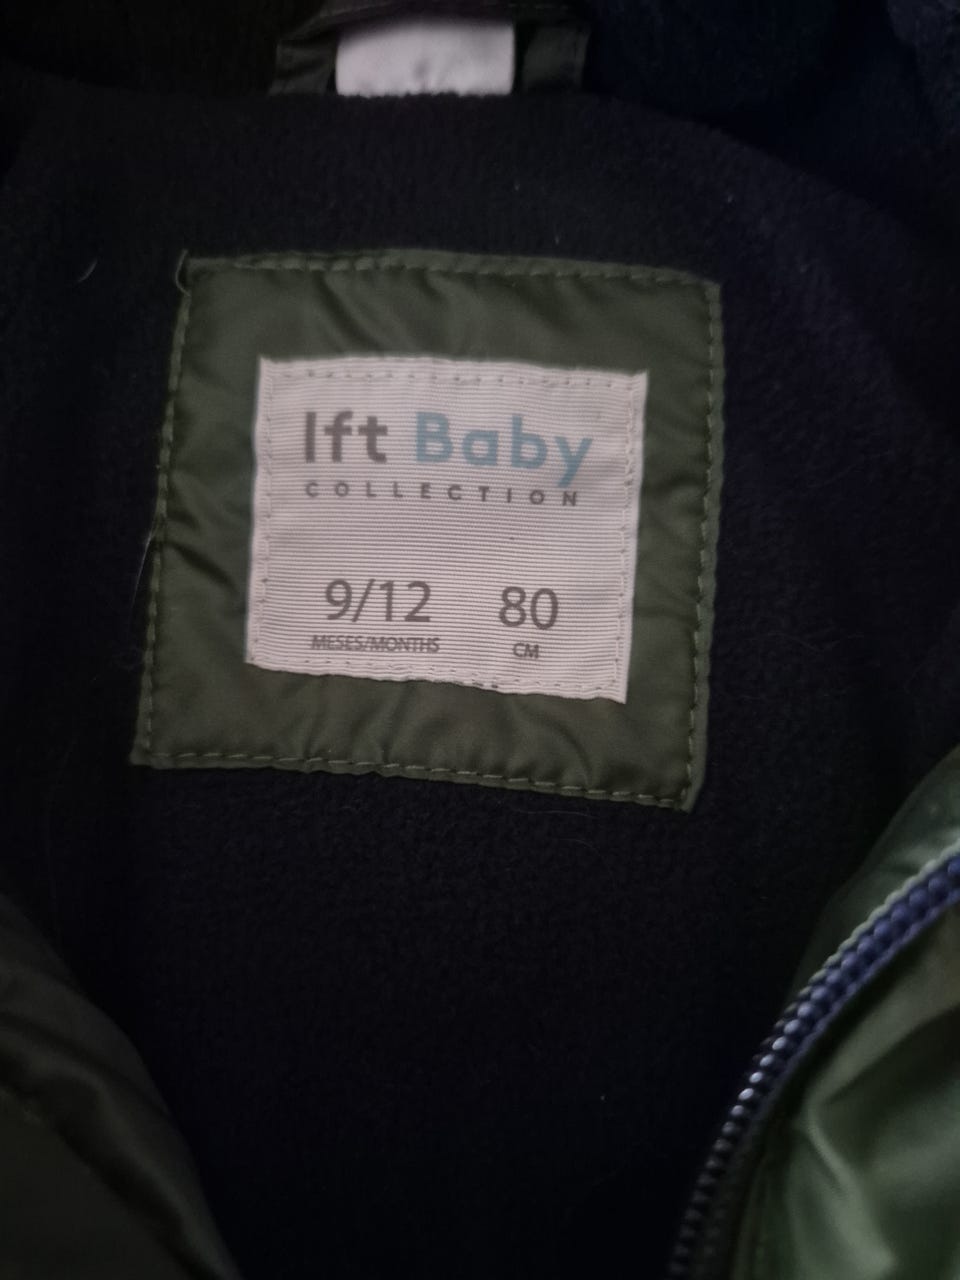 lft Baby
COLLECTION
9/12 80
MESES/MONTHS CM